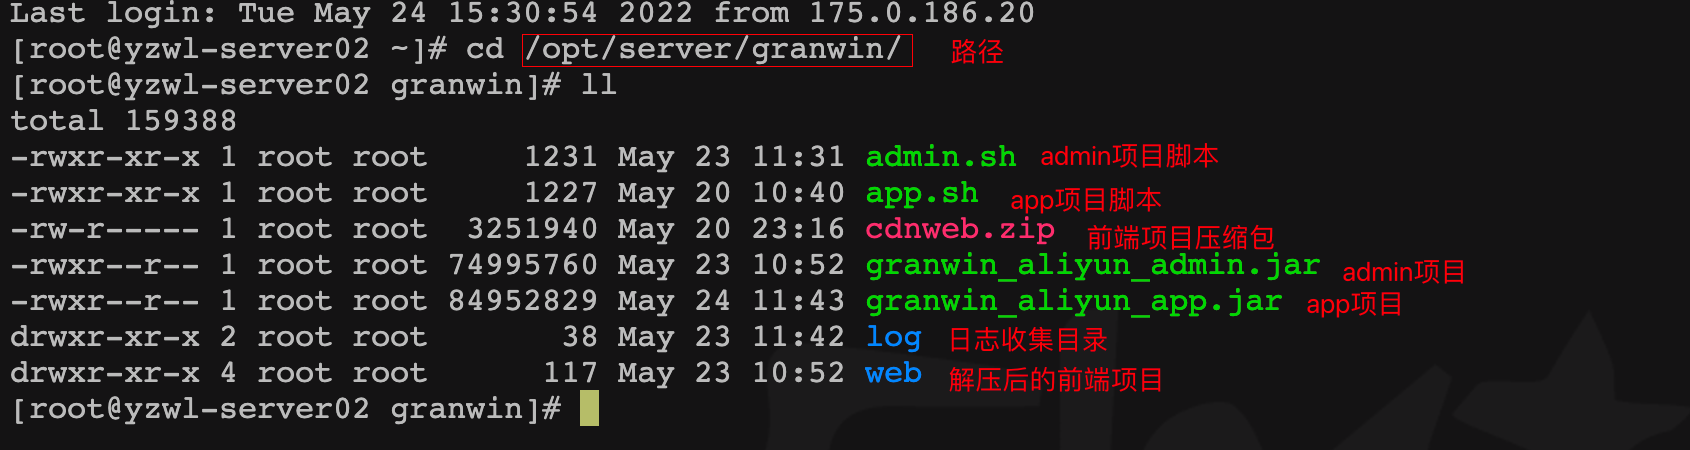 Last login: Tue May 24 15:30:54 2022 from 175.0.186.20
[root@yzwl-server02 ~]# cd /opt/server/granwin/ 路径
[root@yzwl-server02 granwin]# ll
total 159388
-rwxr-xr-x 1 root root     1231 May 23 11:31 admin.sh admin项目脚本
-rwxr-xr-x 1 root root     1227 May 20 10:40 app.sh app项目脚本
-rw-r----- 1 root root  3251940 May 20 23:16 cdnweb.zip 前端项目压缩包
-rwxr--r-- 1 root root 74995760 May 23 10:52 granwin_aliyun_admin.jar admin项目
-rwxr--r-- 1 root root 84952829 May 24 11:43 granwin_aliyun_app.jar app项目
drwxr-xr-x 2 root root       38 May 23 11:42 log 日志收集目录
drwxr-xr-x 4 root root      117 May 23 10:52 web 解压后的前端项目
[root@yzwl-server02 granwin]#